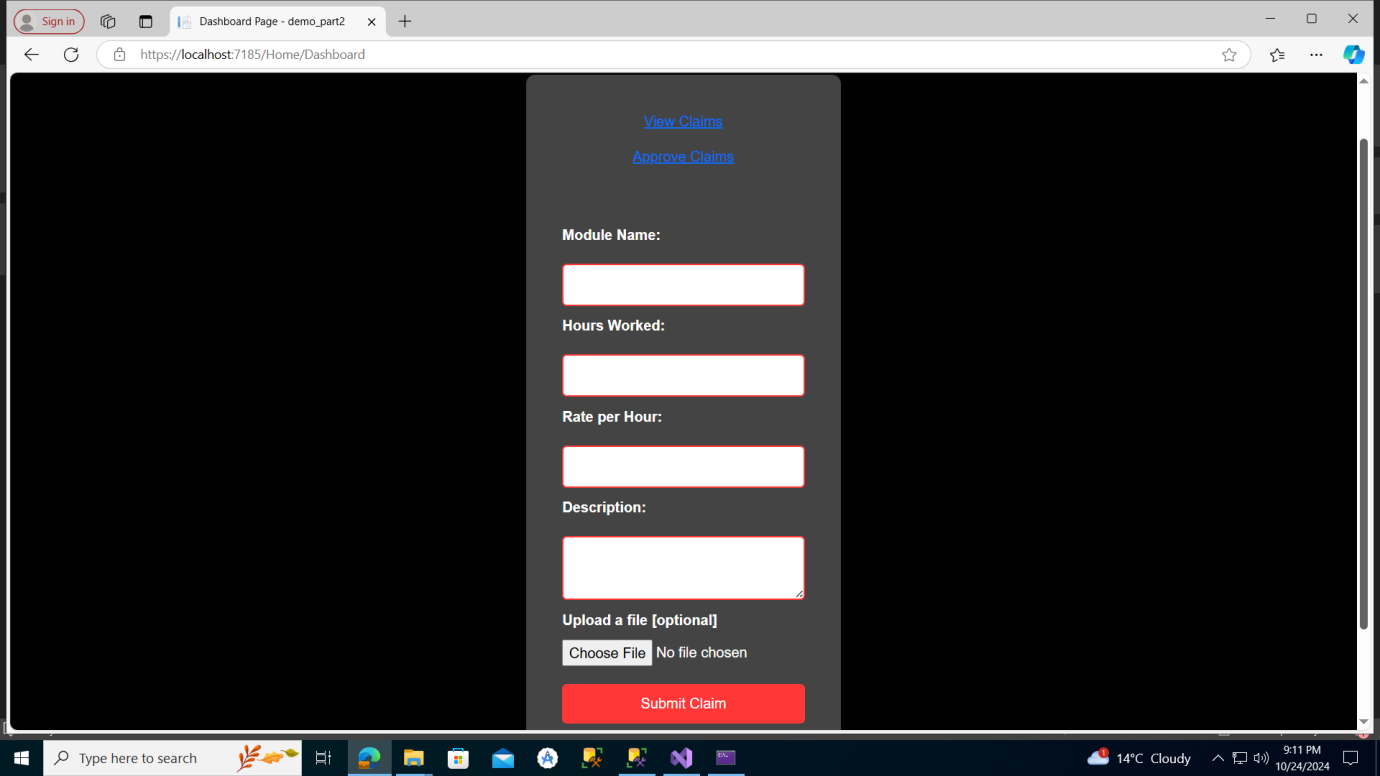 Sign in
Dashboard Page - demo_part2
https://localhost:7185/Home/Dashboard
View Claims
Approve Claims
Module Name:
Hours Worked:
Rate per Hour:
Description:
Upload a file [optional]
Choose File No file chosen
Submit Claim
Type here to search
1
14°C Cloudy
9:11 PM
10/24/2024